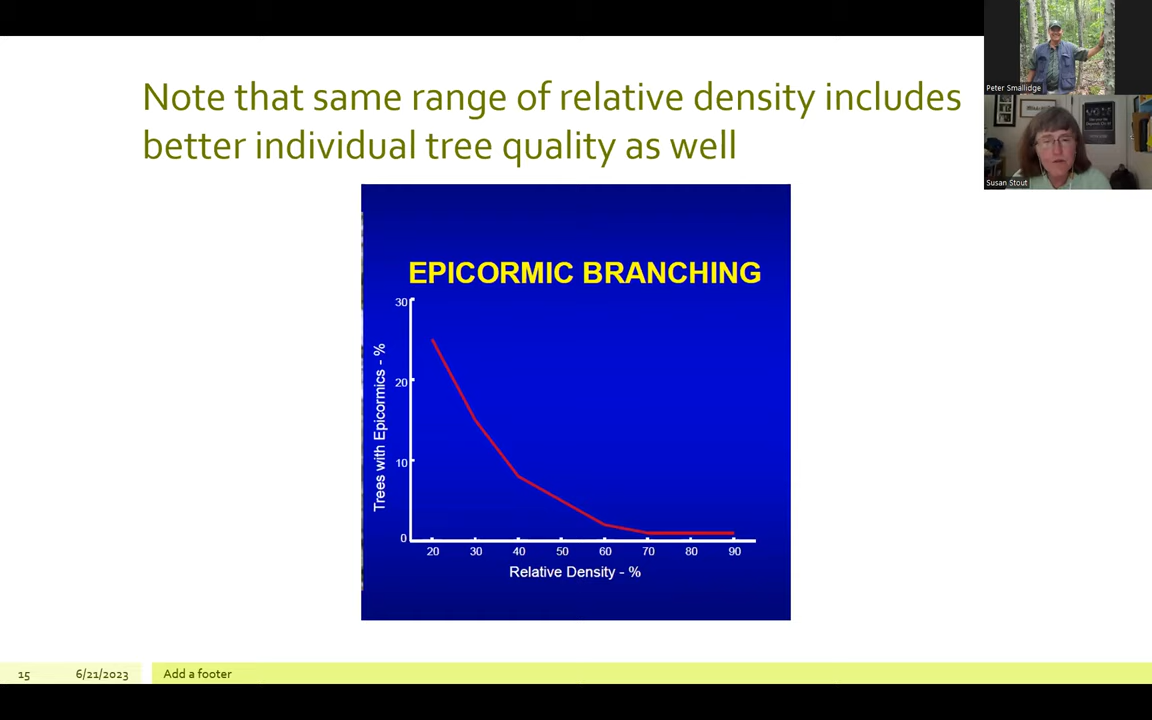 Note that same range of relative density includes
better individual tree quality as well
Peter Smallidge
Susan Stout
EPICORMIC BRANCHING
Trees with Epicormics - %
30
20
10
0
20 30 40 50 60 70 80 90
Relative Density - %
15 6/21/2023 Add a footer